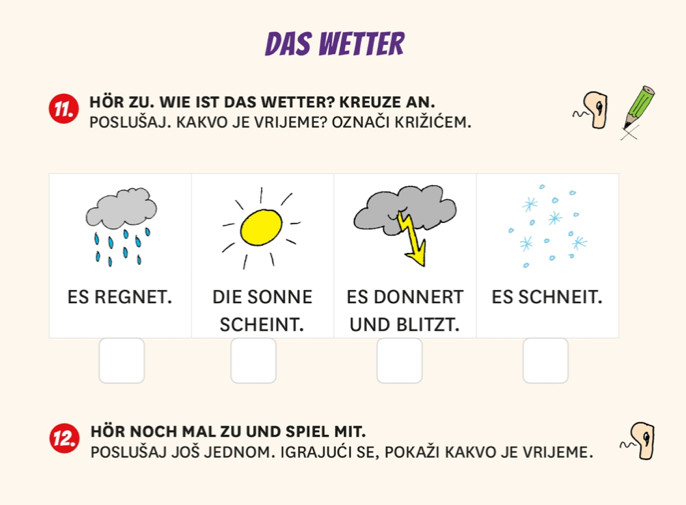 DAS WETTER
11. HÖR ZU. WIE IST DAS WETTER? KREUZE AN.
POSLUŠAJ. KAKVO JE VRIJEME? OZNAČI KRIŽIĆEM.
ES REGNET.
DIE SONNE
SCHEINT.
ES DONNERT
UND BLITZT.
ES SCHNEIT.
12. HÖR NOCH MAL ZU UND SPIEL MIT.
POSLUŠAJ JOŠ JEDNOM. IGRAJUĆI SE, POKAŽI KAKVO JE VRIJEME.